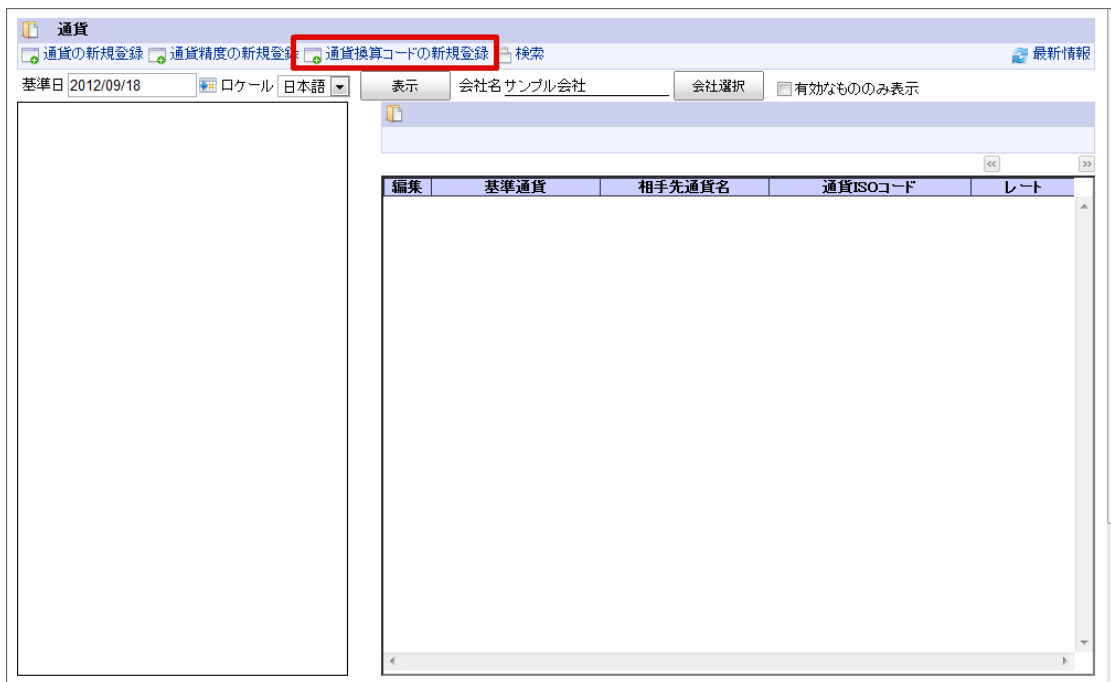 通貨
通貨の新規登録 通貨精度の新規登録 通貨換算コードの新規登録 検索 最新情報
基準日 2012/09/18 ロケール 日本語 表示 会社名 サンプル会社 会社選択 有効なもののみ表示
<< >>
編集 基準通貨 相手先通貨名 通貨ISOコード レート